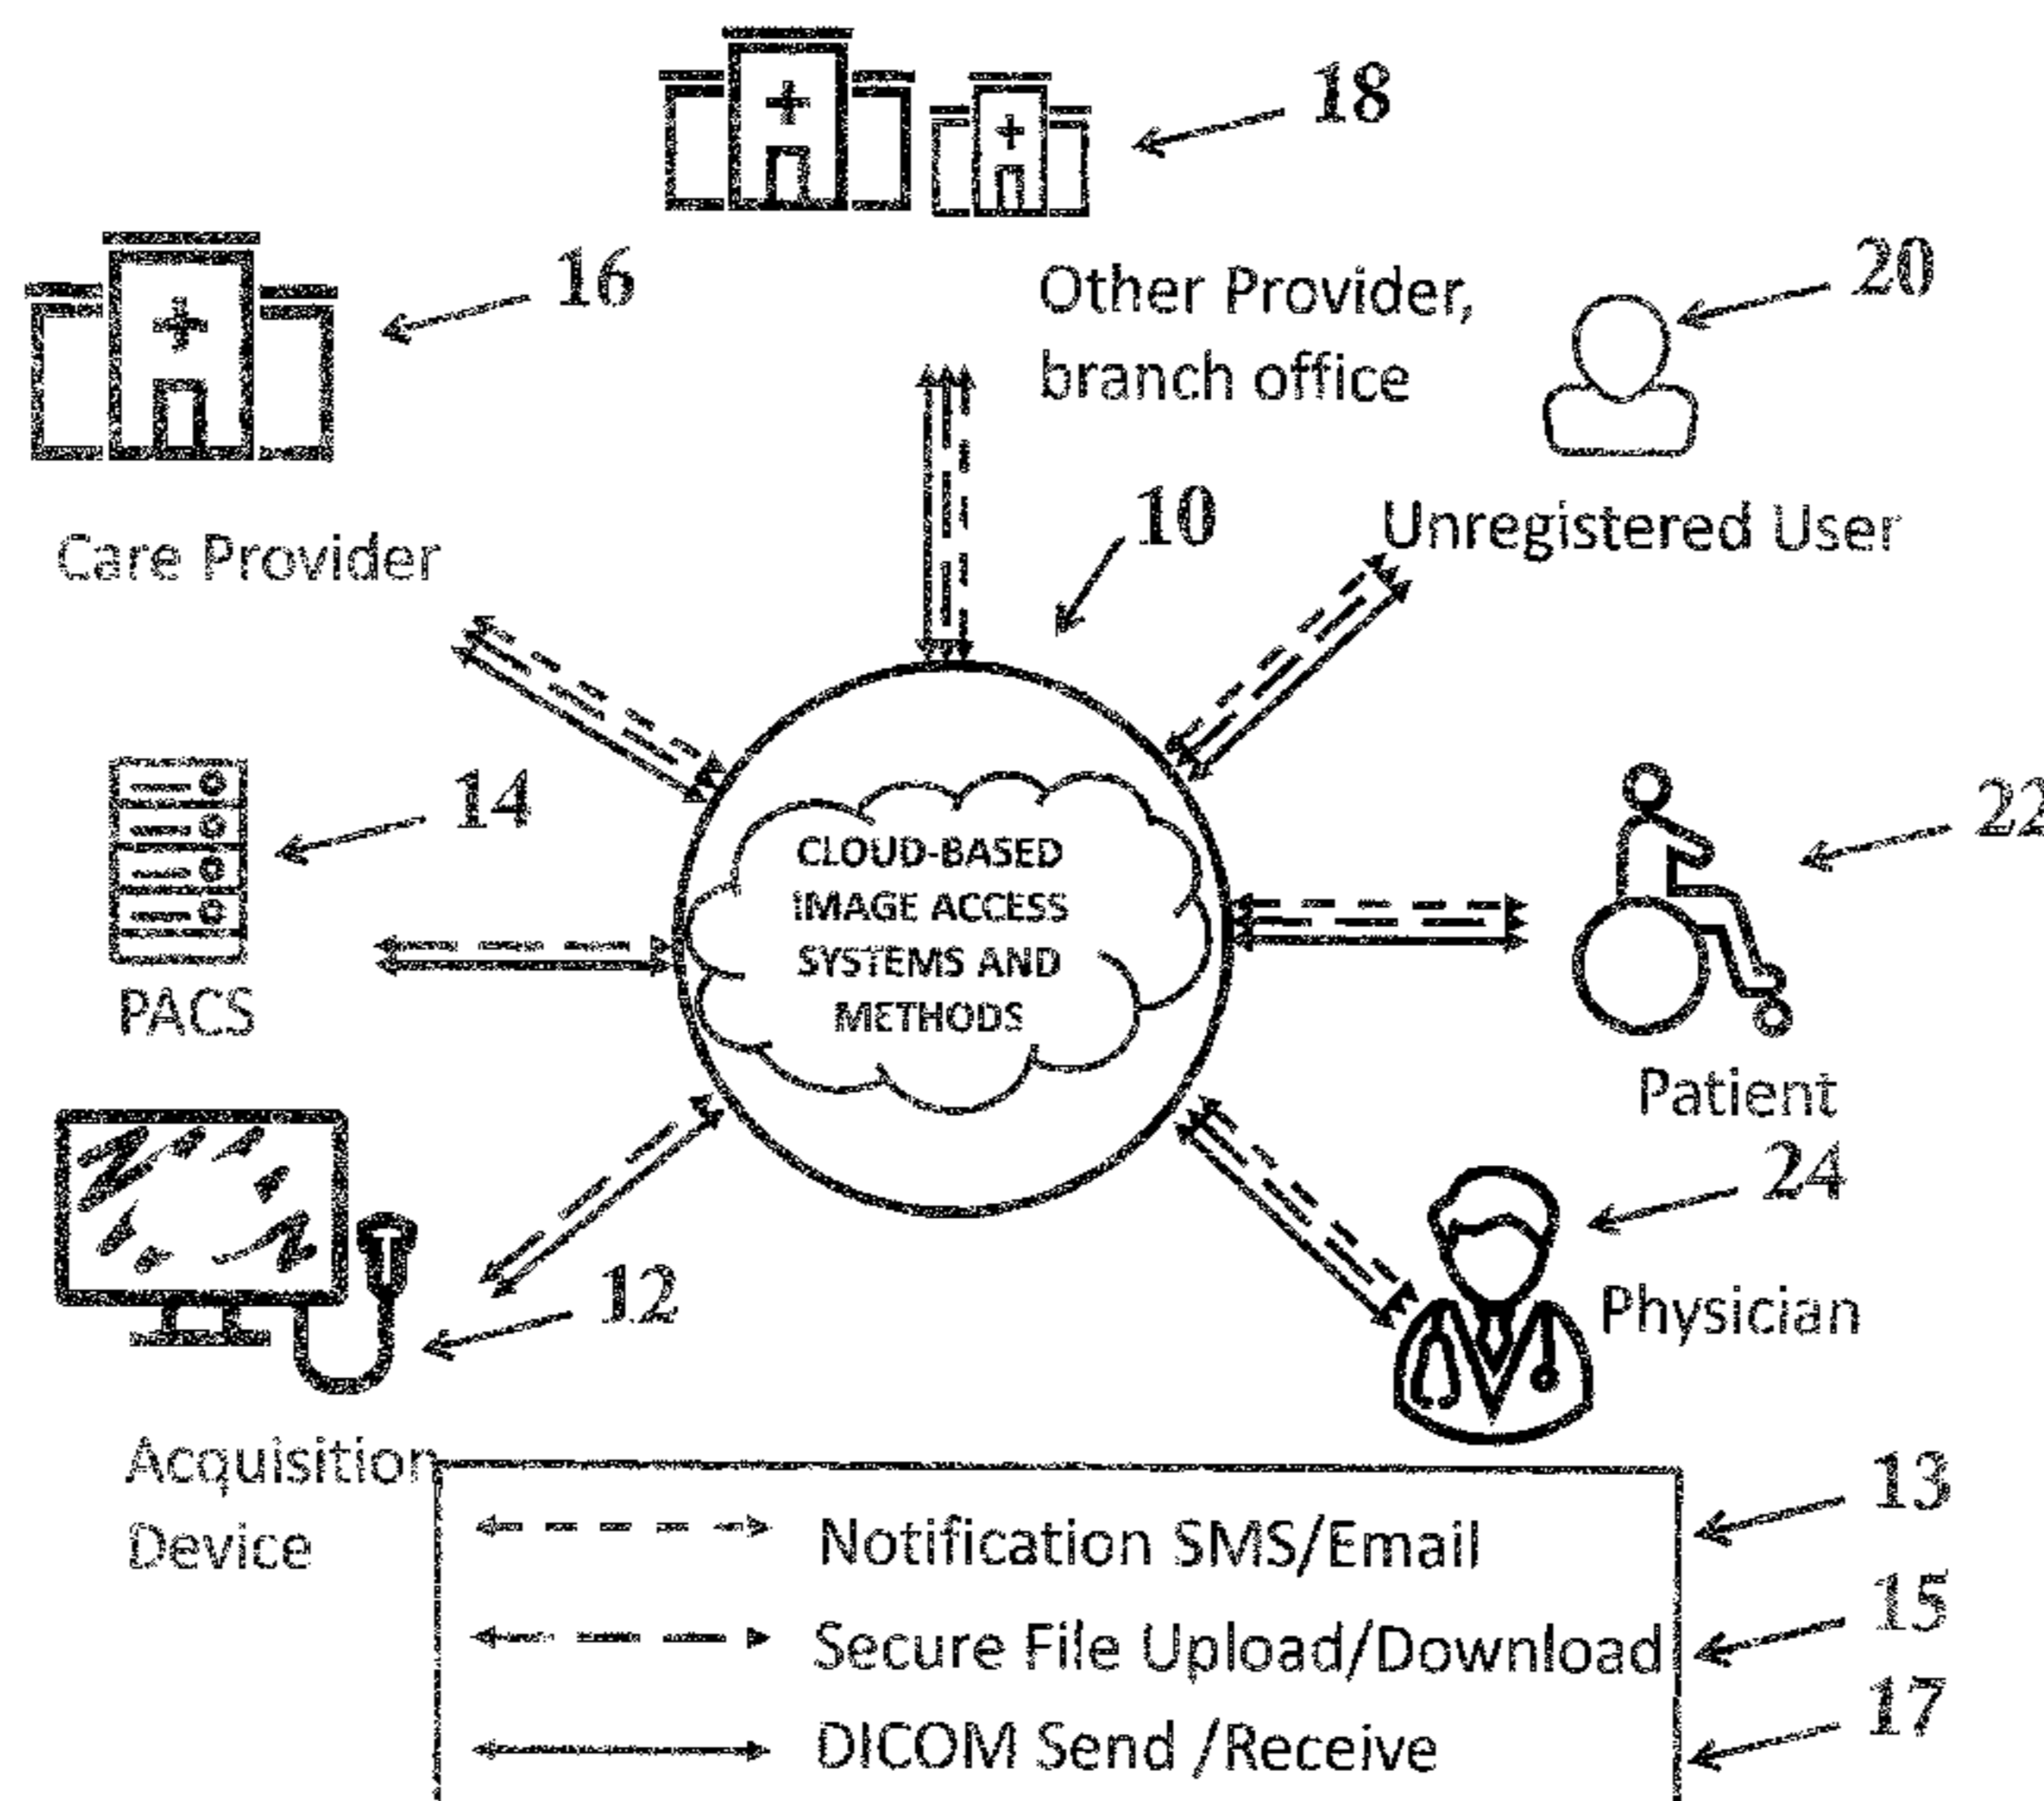 18
16
20
Other Provider,
branch office
10
Unregistered User
Care Provider
14
22
CLOUD-BASED
IMAGE ACCESS
SYSTEMS AND
METHODS
PACS
Patient
24
12
Physician
Acquisition
Device
13
Notification SMS/Email
15
Secure File Upload/Download
17
DICOM Send /Receive